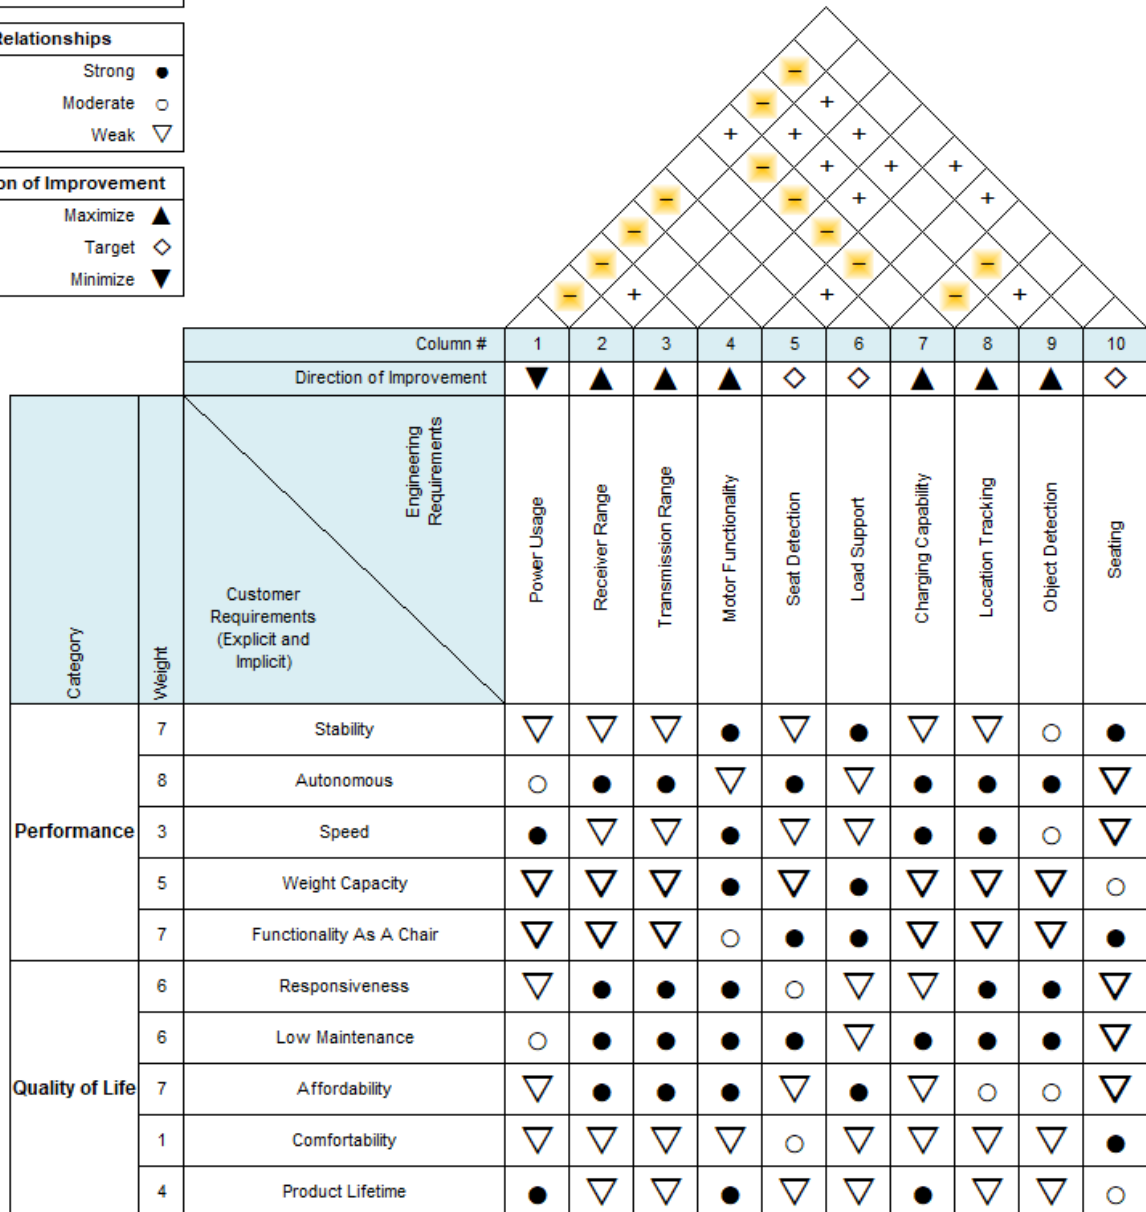 Relationships
Strong ●
Moderate ○
Weak ▽
on of Improvement
Maximize ▲
Target ◇
Minimize ▼
−
− +
+ + +
− + + +
− − + +
− −
− − −
− + + − +
Column # 1 2 3 4 5 6 7 8 9 10
Direction of Improvement ▼ ▲ ▲ ▲ ◇ ◇ ▲ ▲ ▲ ◇
Category
Weight
Engineering
Requirements
Customer
Requirements
(Explicit and
Implicit)
Power Usage
Receiver Range
Transmission Range
Motor Functionality
Seat Detection
Load Support
Charging Capability
Location Tracking
Object Detection
Seating
Performance
7 Stability ▽ ▽ ▽ ● ▽ ● ▽ ▽ ○ ●
8 Autonomous ○ ● ● ▽ ● ▽ ● ● ● ▽
3 Speed ● ▽ ▽ ● ▽ ▽ ● ● ○ ▽
5 Weight Capacity ▽ ▽ ▽ ● ▽ ● ▽ ▽ ▽ ○
7 Functionality As A Chair ▽ ▽ ▽ ○ ● ● ▽ ▽ ▽ ●
Quality of Life
6 Responsiveness ▽ ● ● ● ○ ▽ ▽ ● ● ▽
6 Low Maintenance ○ ● ● ● ● ▽ ● ● ● ▽
7 Affordability ▽ ● ● ● ▽ ● ▽ ○ ○ ▽
1 Comfortability ▽ ▽ ▽ ▽ ○ ▽ ▽ ▽ ▽ ●
4 Product Lifetime ● ▽ ▽ ● ▽ ▽ ● ▽ ▽ ○